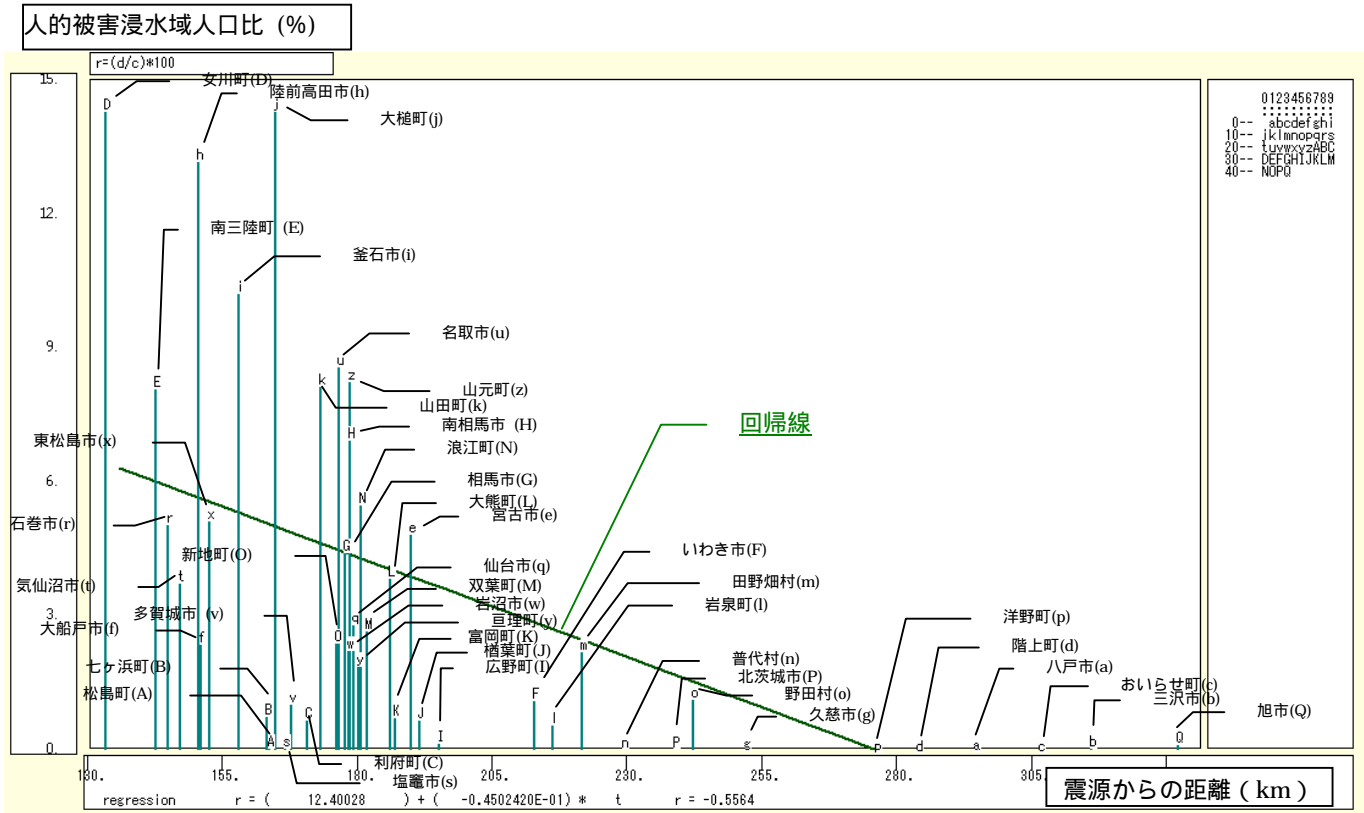 人的被害浸水域人口比 (%)
r=(d/c)*100
15.
12.
9.
6.
3.
0.
女川町(D)
陸前高田市(h)
大槌町(j)
南三陸町 (E)
釜石市(i)
名取市(u)
山元町(z)
山田町(k)
南相馬市 (H)
東松島市(x)
浪江町(N)
回帰線
相馬市(G)
大熊町(L)
宮古市(e)
石巻市(r)
新地町(O)
いわき市(F)
仙台市(q)
気仙沼市(t)
双葉町(M)
田野畑村(m)
岩沼市(w)
岩泉町(l)
多賀城市 (v)
亘理町(y)
洋野町(p)
大船戸市(f)
富岡町(K)
階上町(d)
楢葉町(J)
普代村(n)
七ヶ浜町(B)
広野町(I)
八戸市(a)
北茨城市(P)
おいらせ町(c)
松島町(A)
野田村(o)
三沢市(b)
久慈市(g)
旭市(Q)
利府町(C)
塩竈市(s)
D
j
h
i
u
k
z
E
H
N
x
r
e
G
L
t
q
M
O
f
w
m
y
v
F
o
B
C
K
J
l
I
A
s
n
P
g
p
d
a
c
b
Q
0123456789
: : : : : : : : : :
0-- abcdefghi
10-- jklmnopqrs
20-- tuvwxyzABC
30-- DEFGHIJKLM
40-- NOPQ
130. 155. 180. 205. 230. 255. 280. 305.
震源からの距離 ( km )
regression r = ( 12.40028 ) + ( -0.4502420E-01) * t r = -0.5564